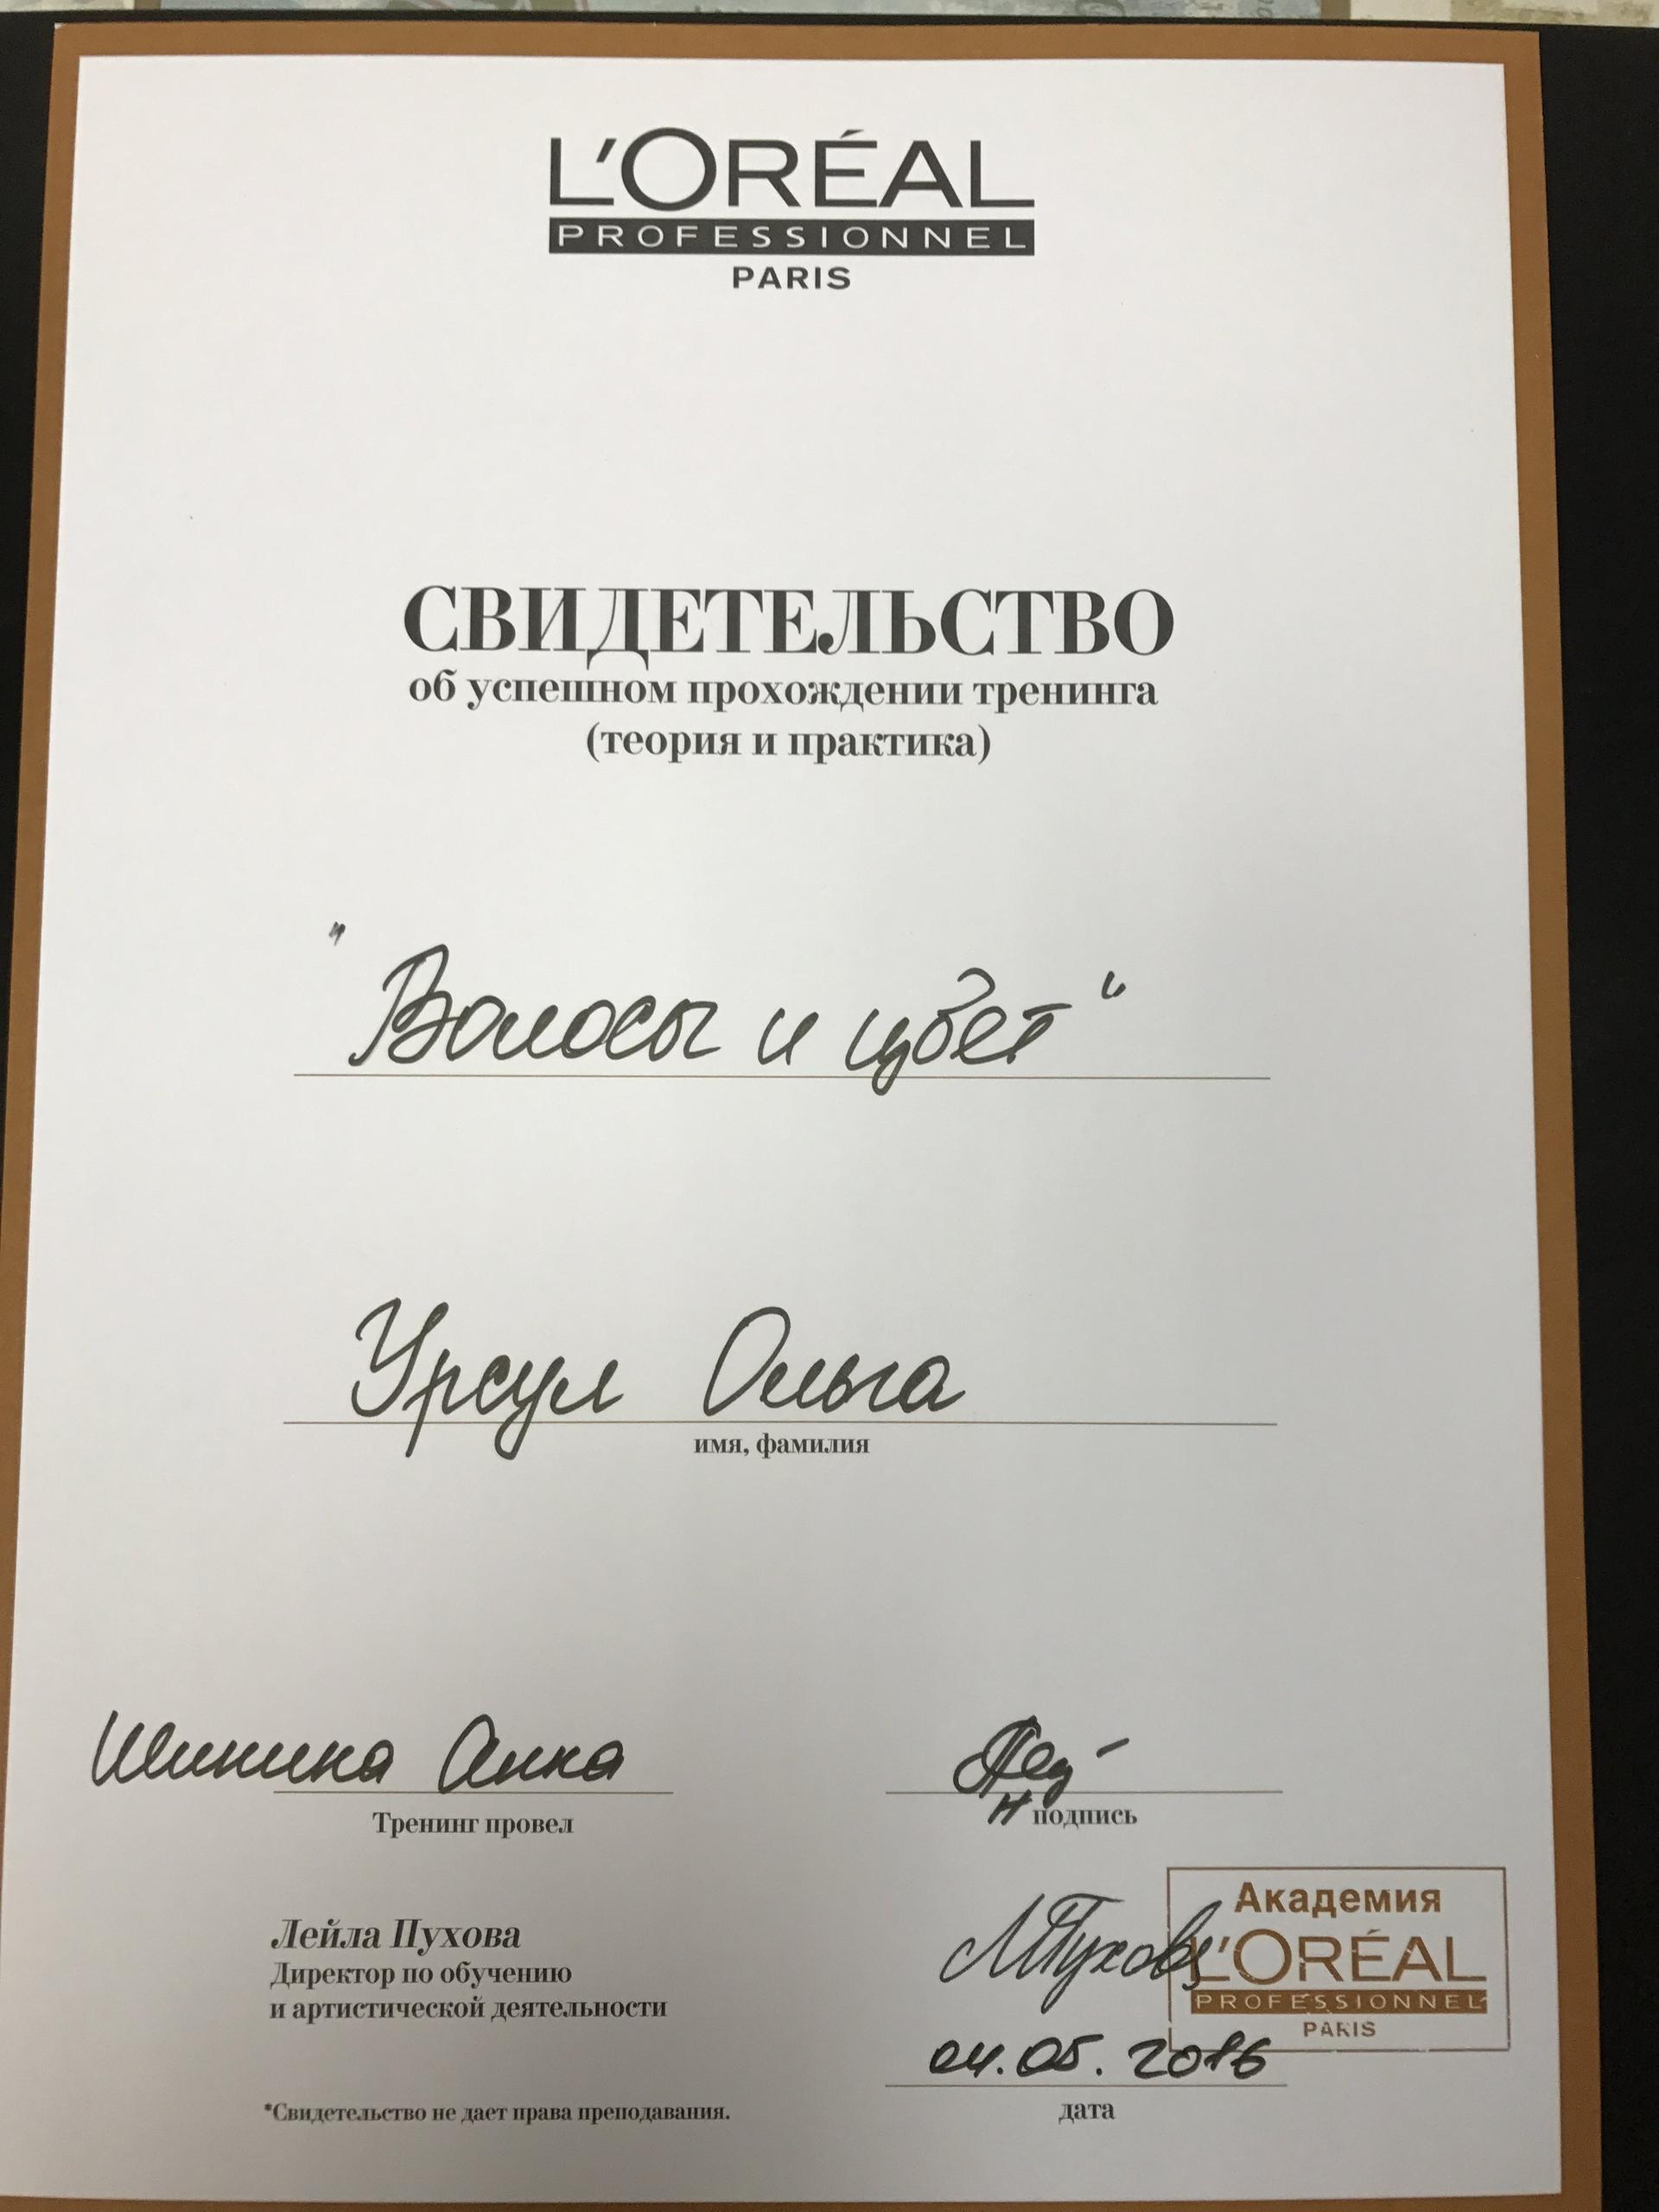 L'ORÉAL
PROFESSIONNEL
PARIS
СВИДЕТЕЛЬСТВО
об успешном прохождении тренинга
(теория и практика)
"Волосы и цвет"
Урсул Ольга
имя, фамилия
Анна
Тренинг провел
подпись
Лейла Пухова
Директор по обучению
и артистической деятельности
ЛПухова
Академия
L'ORÉAL
PROFESSIONNEL
PARIS
04.05.2016
дата
*Свидетельство не дает права преподавания.